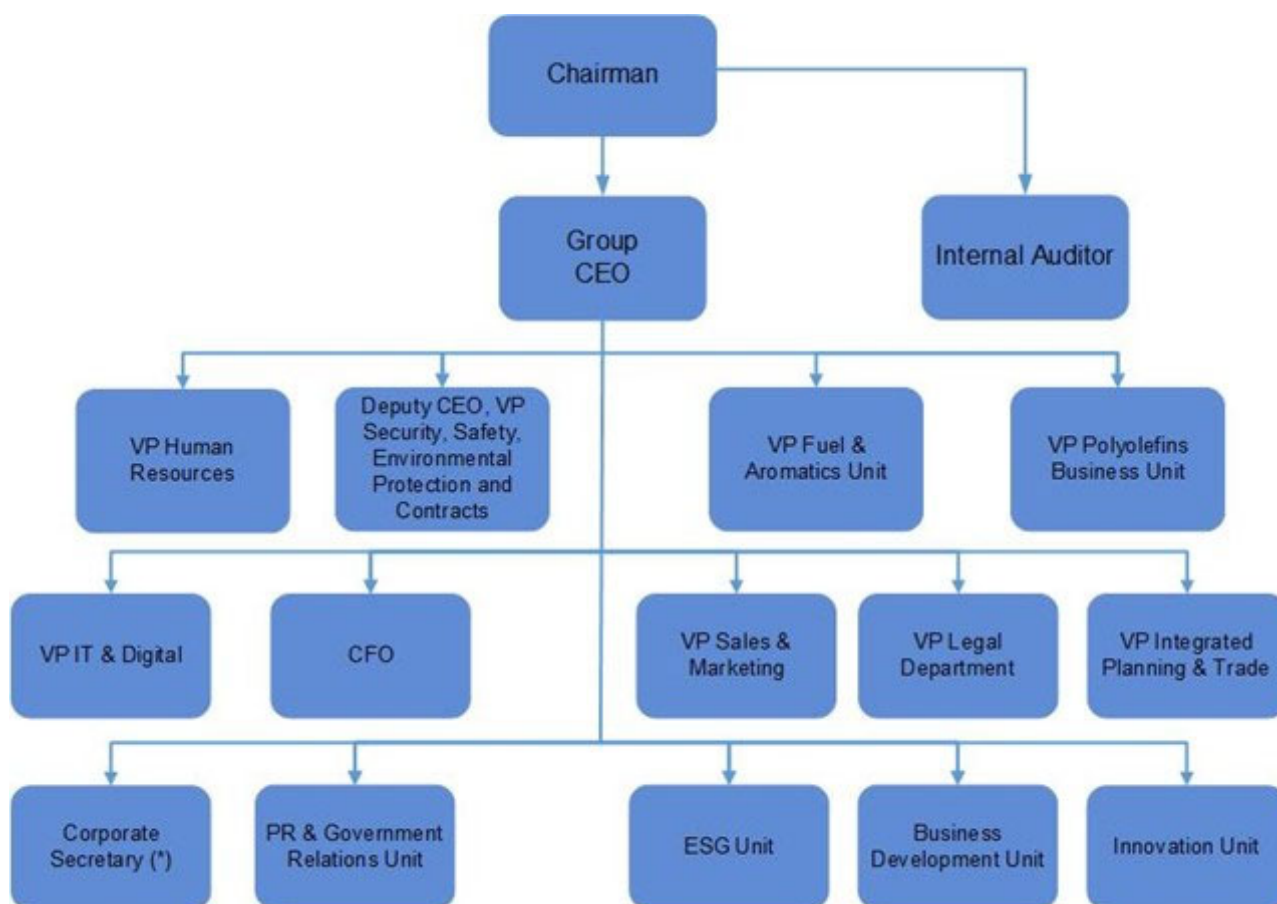 Chairman
Group
CEO
Internal Auditor
VP Human
Resources
Deputy CEO, VP
Security, Safety,
Environmental
Protection and
Contracts
VP Fuel &
Aromatics Unit
VP Polyolefins
Business Unit
VP IT & Digital
CFO
VP Sales &
Marketing
VP Legal
Department
VP Integrated
Planning & Trade
Corporate
Secretary (*)
PR & Government
Relations Unit
ESG Unit
Business
Development Unit
Innovation Unit